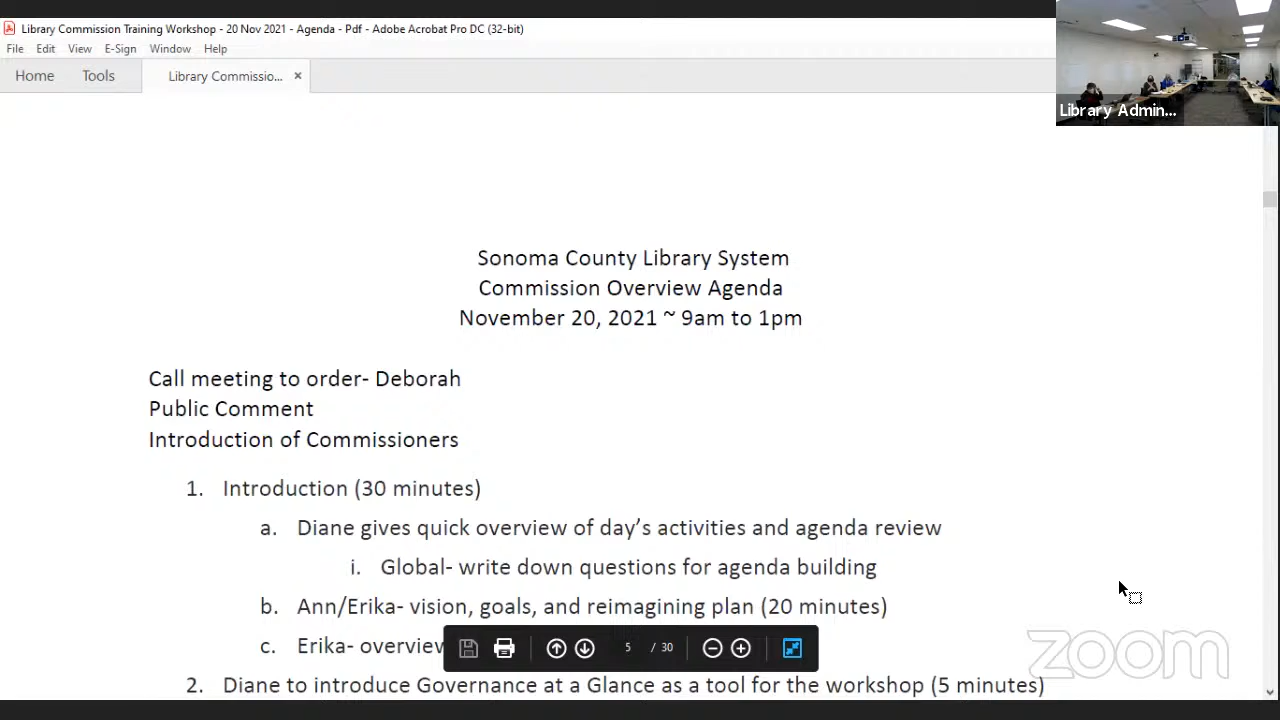 Library Commission Training Workshop - 20 Nov 2021 - Agenda - Pdf - Adobe Acrobat Pro DC (32-bit)
File Edit View E-Sign Window Help
Home Tools Library Commissio... ×
Library Admin...
Sonoma County Library System
Commission Overview Agenda
November 20, 2021 ~ 9am to 1pm
Call meeting to order- Deborah
Public Comment
Introduction of Commissioners
1. Introduction (30 minutes)
a. Diane gives quick overview of day’s activities and agenda review
i. Global- write down questions for agenda building
b. Ann/Erika- vision, goals, and reimagining plan (20 minutes)
c. Erika- overview
5 / 30
2. Diane to introduce Governance at a Glance as a tool for the workshop (5 minutes)
zoom